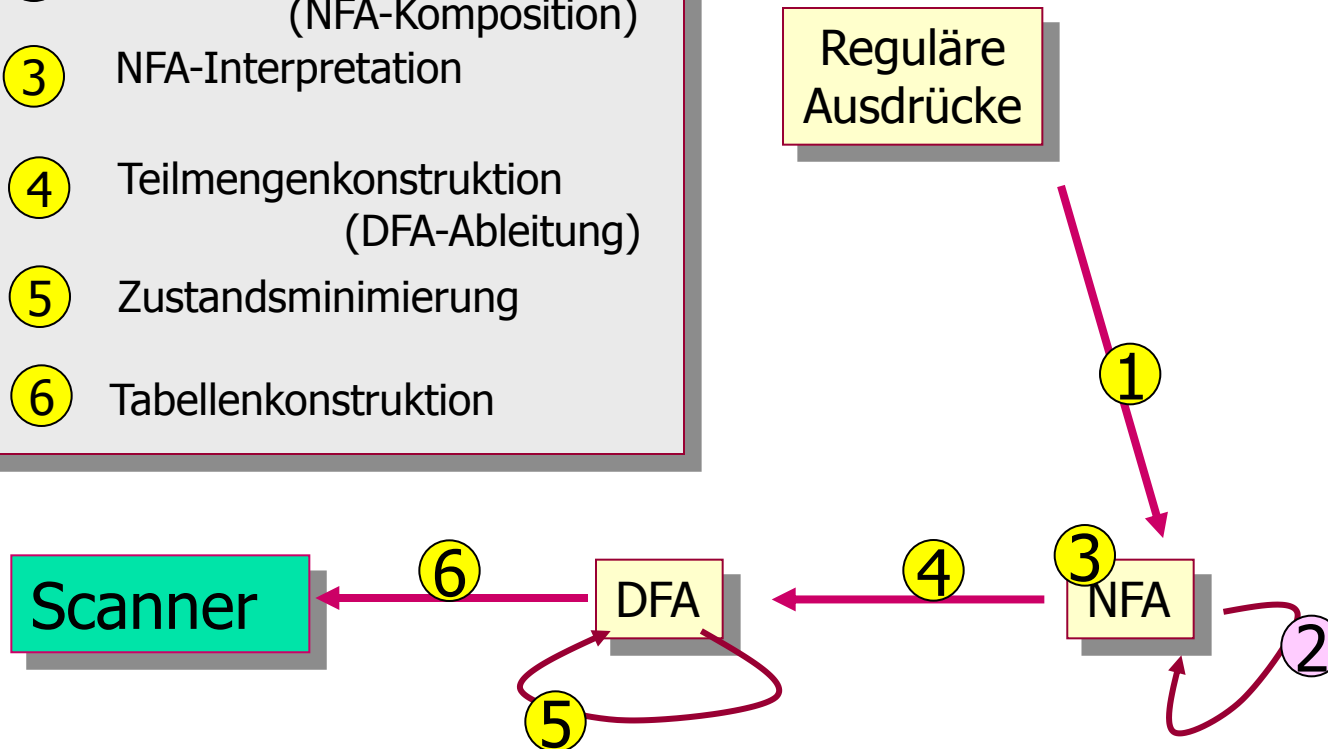 (NFA-Komposition)
3 NFA-Interpretation
4 Teilmengenkonstruktion
(DFA-Ableitung)
5 Zustandsminimierung
6 Tabellenkonstruktion
Reguläre
Ausdrücke
1
Scanner
6
DFA
4
3
NFA
2
5